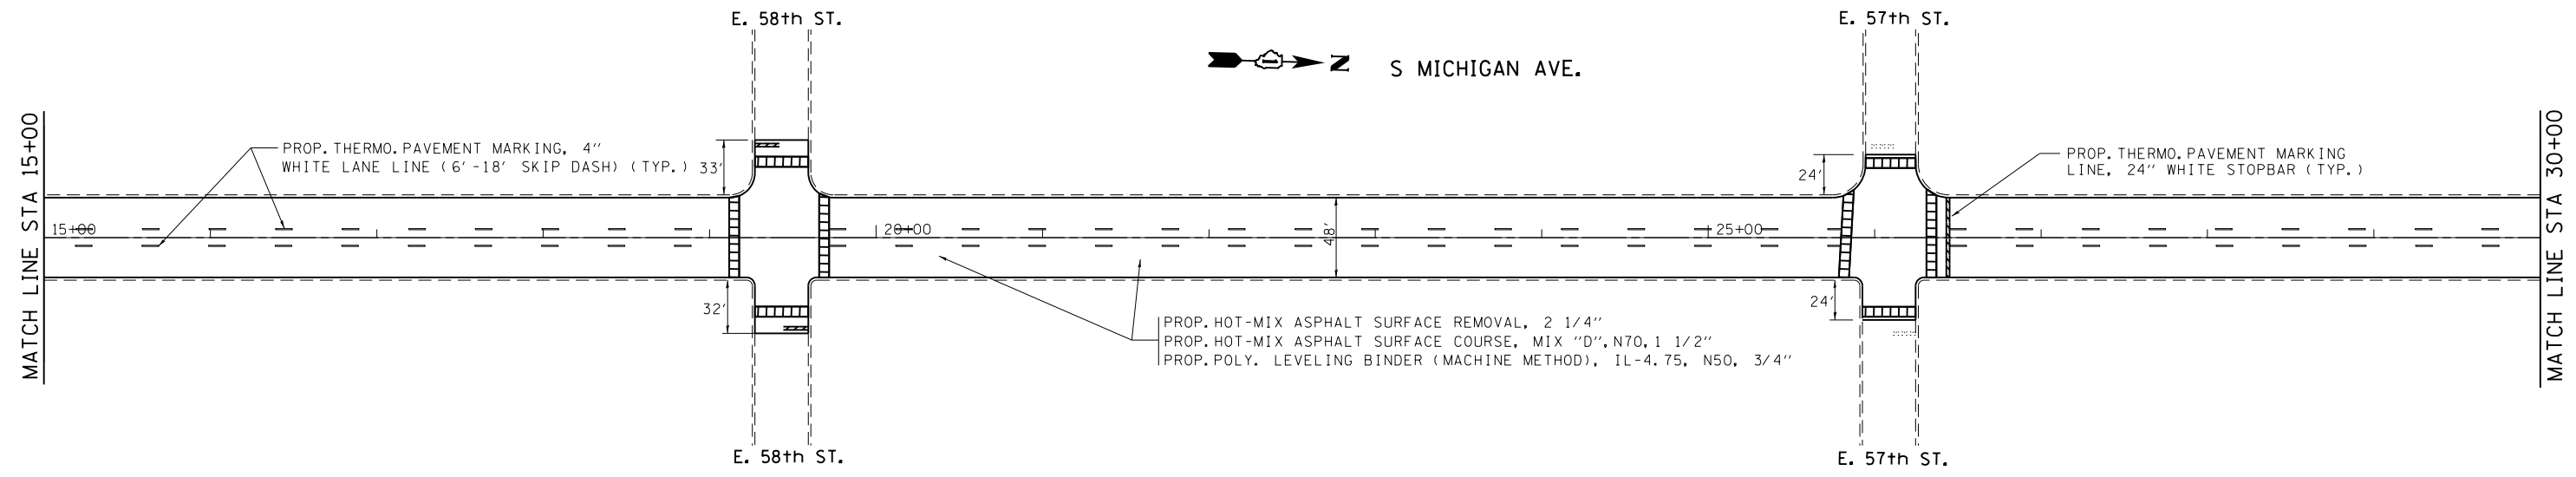 E. 58th ST.
E. 57th ST.
N
S MICHIGAN AVE.
MATCH LINE STA 15+00
PROP. THERMO. PAVEMENT MARKING, 4"
WHITE LANE LINE (6'-18' SKIP DASH) (TYP.)
33'
24'
PROP. THERMO. PAVEMENT MARKING
LINE, 24" WHITE STOPBAR (TYP.)
MATCH LINE STA 30+00
15+00
20+00
48'
25+00
32'
24'
PROP. HOT-MIX ASPHALT SURFACE REMOVAL, 2 1/4"
PROP. HOT-MIX ASPHALT SURFACE COURSE, MIX "D", N70, 1 1/2"
PROP. POLY. LEVELING BINDER (MACHINE METHOD), IL-4.75, N50, 3/4"
E. 58th ST.
E. 57th ST.